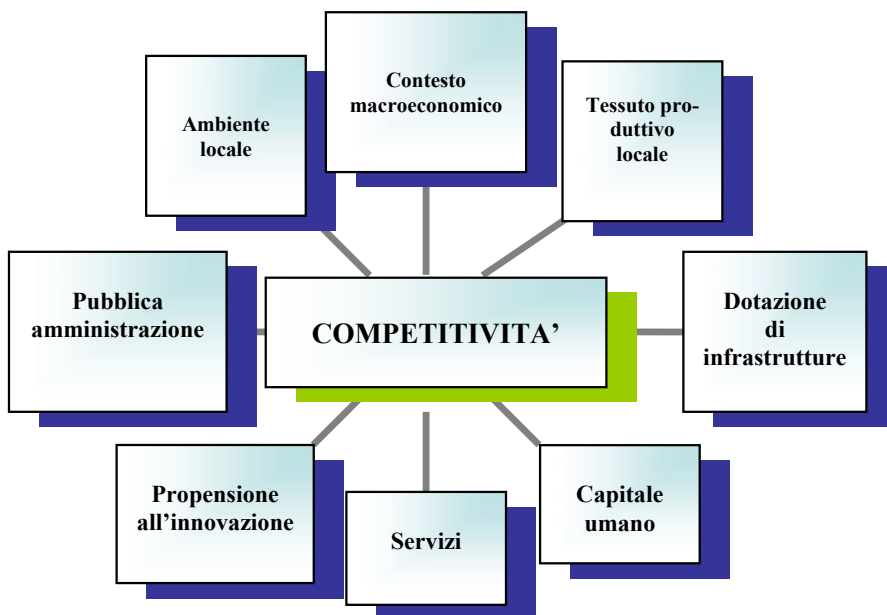 Contesto
macroeconomico
Ambiente
locale
Tessuto pro-
duttivo
locale
Pubblica
amministrazione
COMPETITIVITA’
Dotazione
di
infrastrutture
Propensione
all’innovazione
Servizi
Capitale
umano